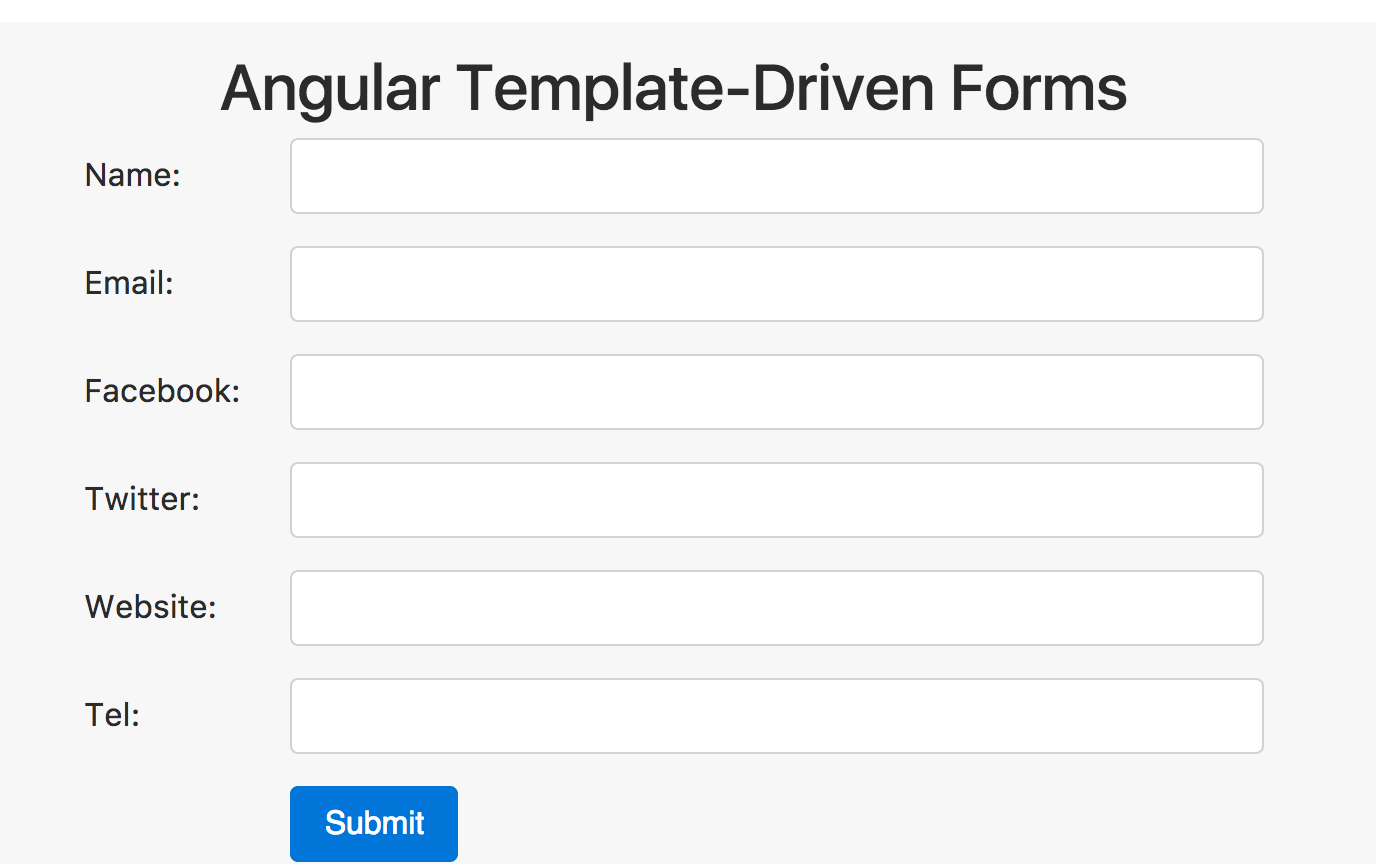 Angular Template-Driven Forms
Name:
Email:
Facebook:
Twitter:
Website:
Tel:
Submit